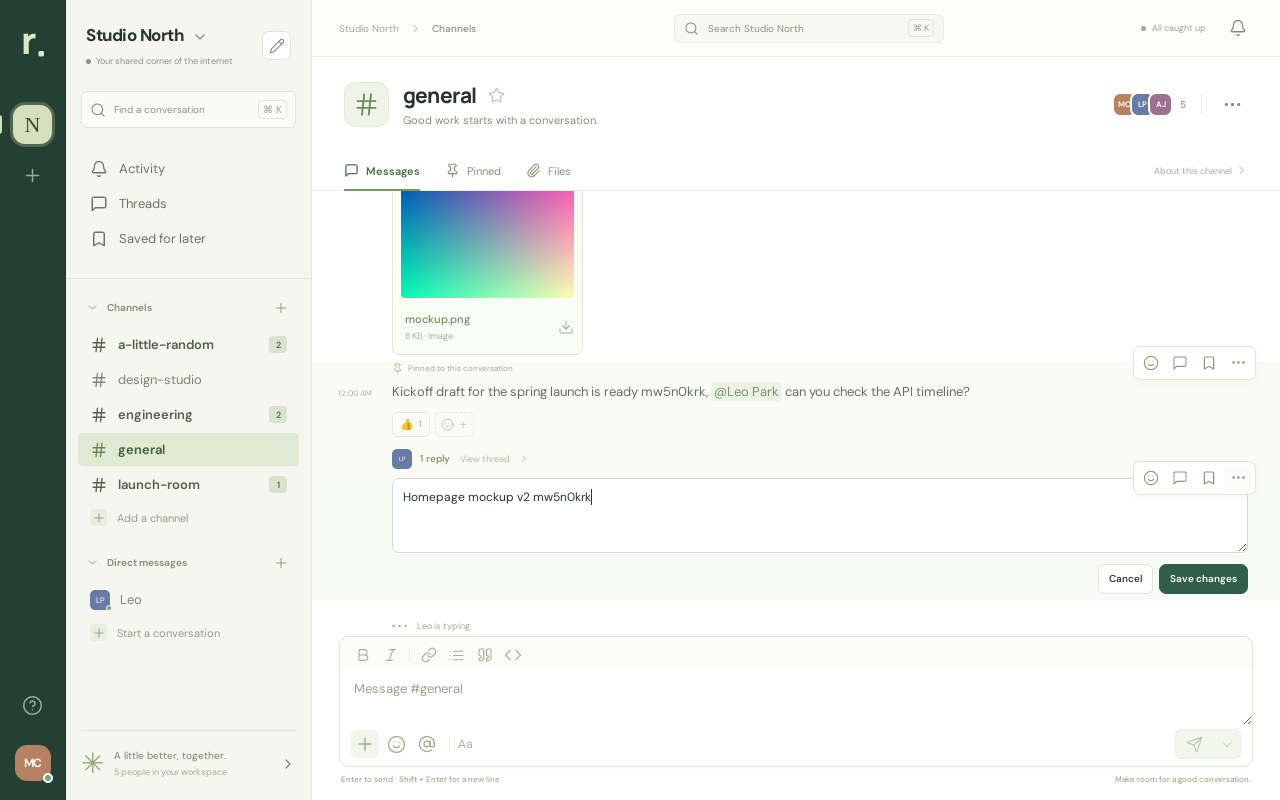 r.
N
MC
Studio North
Your shared corner of the internet
Find a conversation
⌘ K
Activity
Threads
Saved for later
Channels
a-little-random
2
design-studio
engineering
2
general
launch-room
1
Add a channel
Direct messages
LP
Leo
Start a conversation
A little better, together.
5 people in your workspace
Studio North
Channels
Search Studio North
⌘ K
All caught up
general
Good work starts with a conversation.
MC
LP
AJ
5
Messages
Pinned
Files
About this channel
mockup.png
8 KB · Image
Pinned to this conversation
12:00 AM
Kickoff draft for the spring launch is ready mw5n0krk, @Leo Park can you check the API timeline?
👍 1
+
LP
1 reply
View thread
Homepage mockup v2 mw5n0krk
Cancel
Save changes
Leo is typing
Message #general
Aa
Enter to send · Shift + Enter for a new line
Make room for a good conversation.